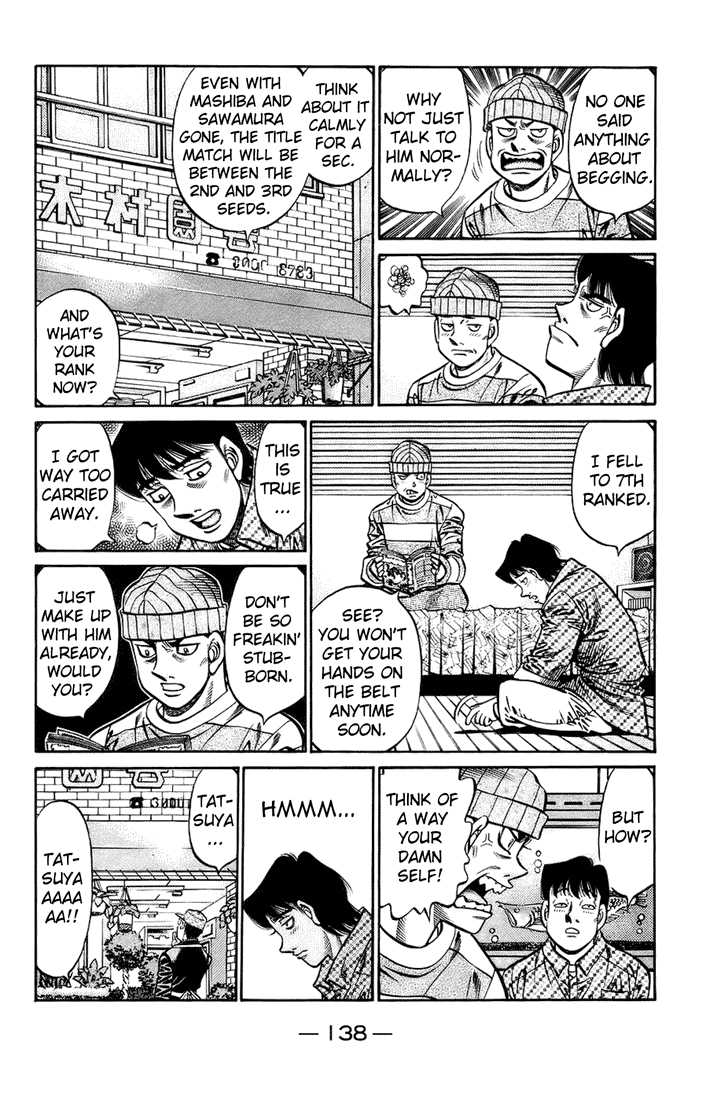 NO ONE
SAID
ANYTHING
ABOUT
BEGGING.
WHY
NOT JUST
TALK TO
HIM NOR-
MALLY?
THINK
ABOUT IT
CALMLY
FOR A
SEC.
EVEN WITH
MASHIBA AND
SAWAMURA
GONE, THE TITLE
MATCH WILL BE
BETWEEN THE
2ND AND 3RD
SEEDS.
木村園
AND
WHAT'S
YOUR
RANK
NOW?
I FELL
TO 7TH
RANKED.
SEE?
YOU WON'T
GET YOUR
HANDS ON
THE BELT
ANYTIME
SOON.
THIS
IS
TRUE
...
I GOT
WAY TOO
CARRIED
AWAY.
DON'T
BE SO
FREAKIN'
STUB-
BORN.
JUST
MAKE UP
WITH HIM
ALREADY,
WOULD
YOU?
BUT
HOW?
THINK OF
A WAY
YOUR
DAMN
SELF!
HMMM...
TAT-
SUYA
...
TAT-
SUYA
AAAA
AA!!
— 138 —